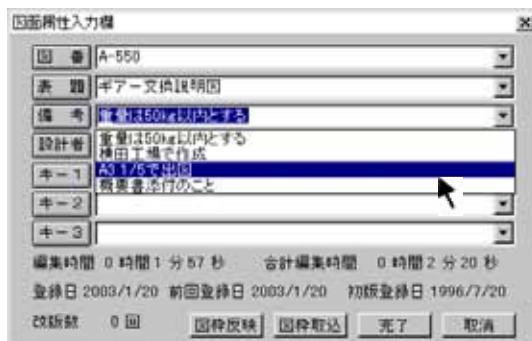 図面属性入力欄
図 番 A-550
表 題 ギアー交換説明図
備 考 重量は50kg以内とする
設計者 重量は50kg以内とする
横田工場で作成
A3 1/5で出図
キー1 概要書添付のこと
キー2
キー3
編集時間 0 時間 1 分 57 秒 合計編集時間 0 時間 2 分 20 秒
登録日 2003/1/20 前回登録日 2003/1/20 初版登録日 1996/7/20
改版数 0 回 図枠反映 図枠取込 完了 取消